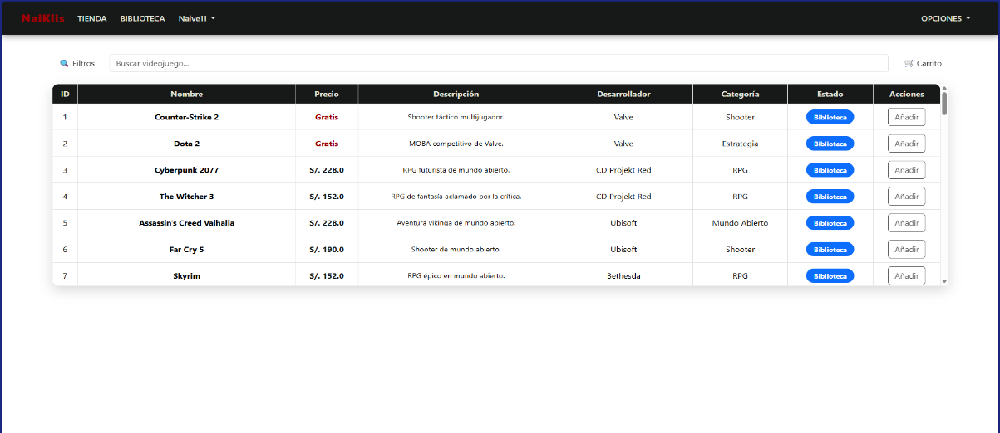 NaiKlls TIENDA BIBLIOTECA Naive11 OPCIONES
🔍 Filtros Buscar videojuego... 🛒 Carrito
ID Nombre Precio Descripción Desarrollador Categoría Estado Acciones
1 Counter-Strike 2 Gratis Shooter táctico multijugador. Valve Shooter Biblioteca Añadir
2 Dota 2 Gratis MOBA competitivo de Valve. Valve Estrategia Biblioteca Añadir
3 Cyberpunk 2077 S/. 228.0 RPG futurista de mundo abierto. CD Projekt Red RPG Biblioteca Añadir
4 The Witcher 3 S/. 152.0 RPG de fantasía aclamado por la crítica. CD Projekt Red RPG Biblioteca Añadir
5 Assassin's Creed Valhalla S/. 228.0 Aventura vikinga de mundo abierto. Ubisoft Mundo Abierto Biblioteca Añadir
6 Far Cry 5 S/. 190.0 Shooter de mundo abierto. Ubisoft Shooter Biblioteca Añadir
7 Skyrim S/. 152.0 RPG épico en mundo abierto. Bethesda RPG Biblioteca Añadir